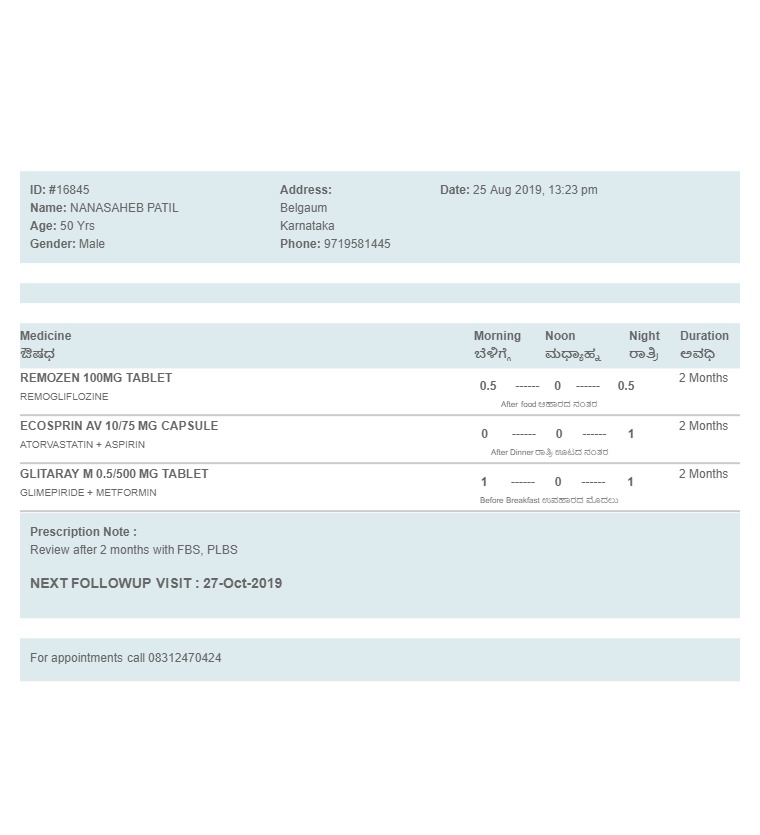 ID: #16845
Name: NANASAHEB PATIL
Age: 50 Yrs
Gender: Male
Address:
Belgaum
Karnataka
Phone: 9719581445
Date: 25 Aug 2019, 13:23 pm
Medicine Morning Noon Night Duration
ಔಷಧ ಬೆಳಿಗ್ಗೆ ಮಧ್ಯಾಹ್ನ ರಾತ್ರಿ ಅವಧಿ
REMOZEN 100MG TABLET 0.5 ------ 0 ------ 0.5 2 Months
REMOGLIFLOZINE
After food ಆಹಾರದ ನಂತರ
ECOSPRIN AV 10/75 MG CAPSULE 0 ------ 0 ------ 1 2 Months
ATORVASTATIN + ASPIRIN
After Dinner ರಾತ್ರಿ ಊಟದ ನಂತರ
GLITARAY M 0.5/500 MG TABLET 1 ------ 0 ------ 1 2 Months
GLIMEPIRIDE + METFORMIN
Before Breakfast ಉಪಹಾರದ ಮೊದಲು
Prescription Note :
Review after 2 months with FBS, PLBS
NEXT FOLLOWUP VISIT : 27-Oct-2019
For appointments call 08312470424